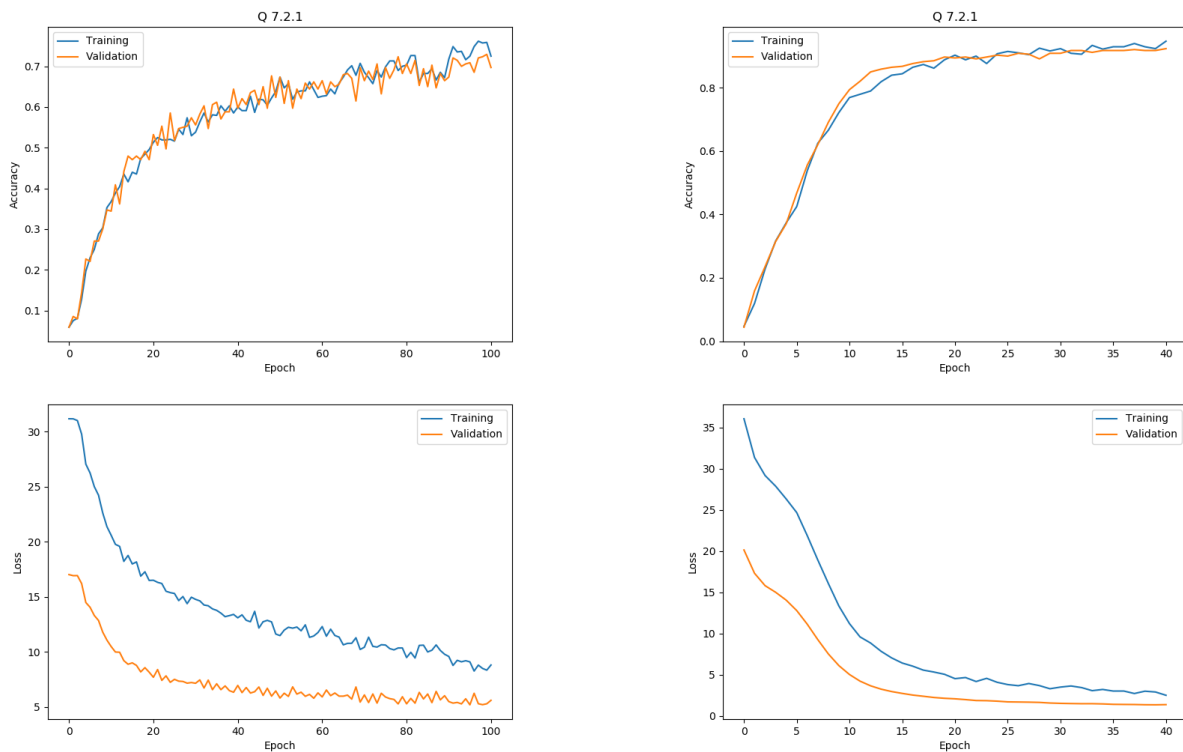 Q 7.2.1
Training
Validation
Accuracy
0.7
0.6
0.5
0.4
0.3
0.2
0.1
0 20 40 60 80 100
Epoch
Q 7.2.1
Training
Validation
Accuracy
0.8
0.6
0.4
0.2
0.0
0 5 10 15 20 25 30 35 40
Epoch
Training
Validation
Loss
30
25
20
15
10
5
0 20 40 60 80 100
Epoch
Training
Validation
Loss
35
30
25
20
15
10
5
0
0 5 10 15 20 25 30 35 40
Epoch